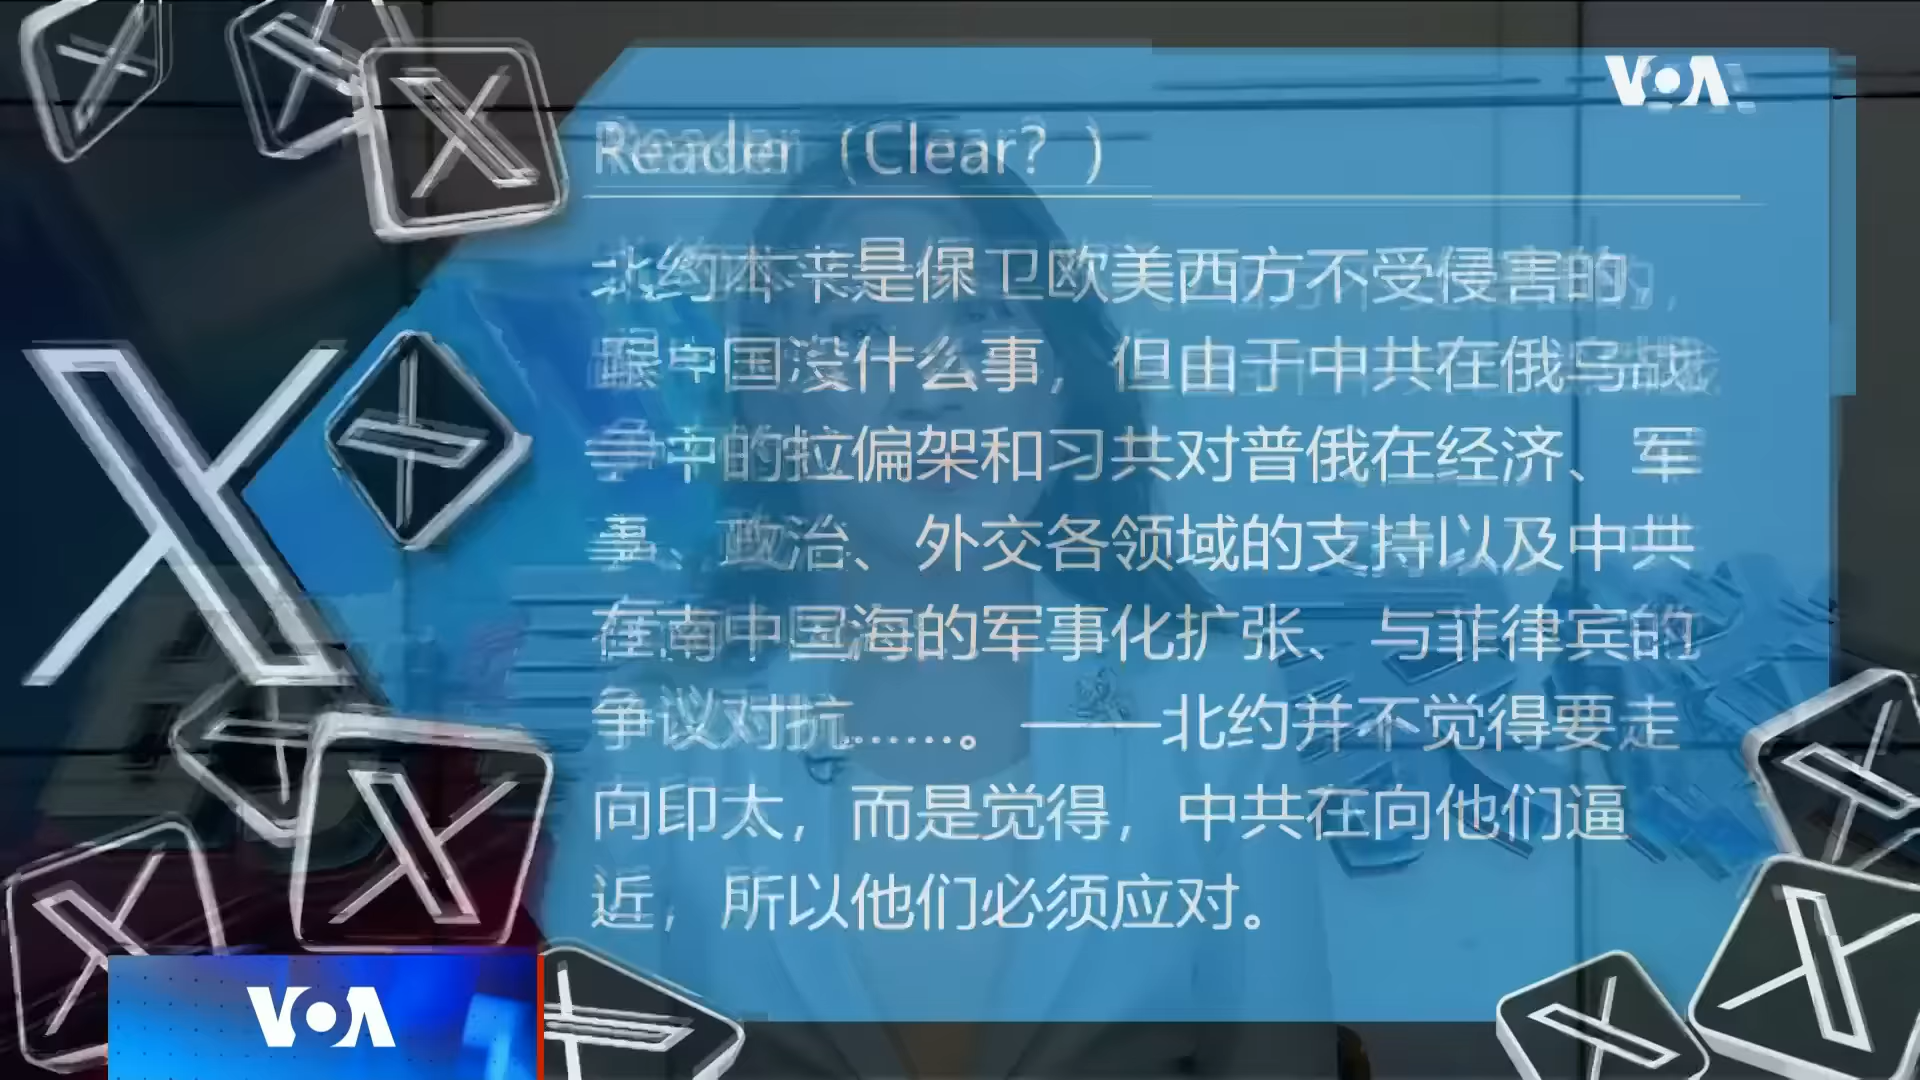 VOA
Reader（Clear？）
北约本来是保卫欧美西方不受侵害的，
跟中国没什么事，但由于中共在俄乌战
争中的拉偏架和习共对普俄在经济、军
事、政治、外交各领域的支持以及中共
在南中国海的军事化扩张、与菲律宾的
争议对抗……。——北约并不觉得要走
向印太，而是觉得，中共在向他们逼
近，所以他们必须应对。
VOA